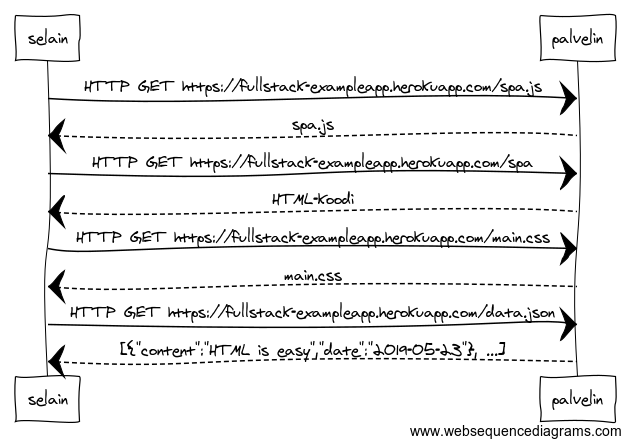 selain palvelin
HTTP GET https://fullstack-exampleapp.herokuapp.com/spa.js
spa.js
HTTP GET https://fullstack-exampleapp.herokuapp.com/spa
HTML-koodi
HTTP GET https://fullstack-exampleapp.herokuapp.com/main.css
main.css
HTTP GET https://fullstack-exampleapp.herokuapp.com/data.json
[{"content":"HTML is easy","date":"2019-05-23"}, ...]
selain palvelin
www.websequencediagrams.com